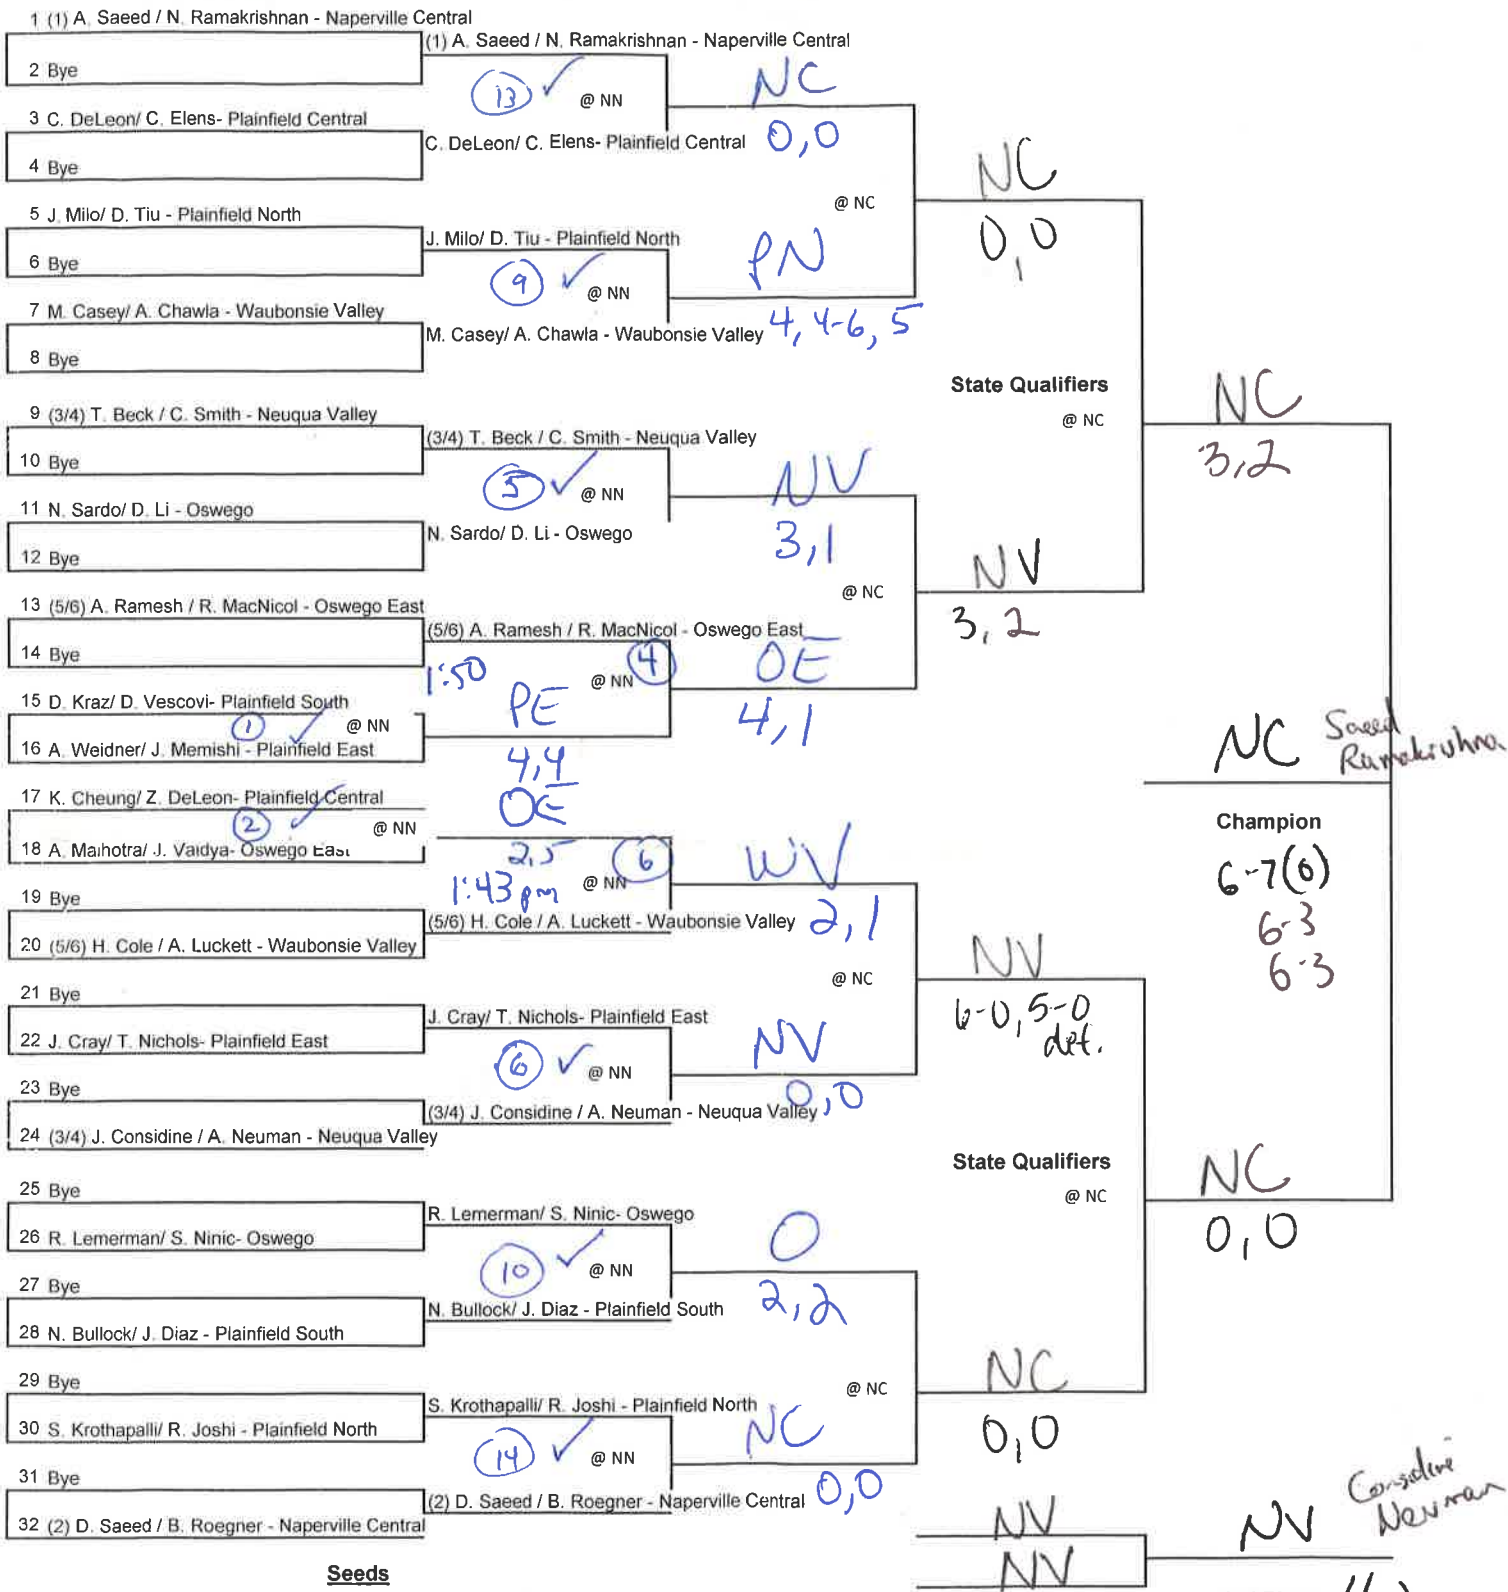 1 (1) A. Saeed / N. Ramakrishnan - Naperville Central
(1) A. Saeed / N. Ramakrishnan - Naperville Central
2 Bye
13 ✓ @ NN
NC
0,0
3 C. DeLeon/ C. Elens- Plainfield Central
C. DeLeon/ C. Elens- Plainfield Central
4 Bye
@ NC
NC
0,0
5 J. Milo/ D. Tiu - Plainfield North
J. Milo/ D. Tiu - Plainfield North
6 Bye
9 ✓ @ NN
PN
4, 4-6, 5
7 M. Casey/ A. Chawla - Waubonsie Valley
M. Casey/ A. Chawla - Waubonsie Valley
8 Bye
State Qualifiers
@ NC
NC
3,2
9 (3/4) T. Beck / C. Smith - Neuqua Valley
(3/4) T. Beck / C. Smith - Neuqua Valley
10 Bye
5 ✓ @ NN
NV
3,1
11 N. Sardo/ D. Li - Oswego
N. Sardo/ D. Li - Oswego
12 Bye
@ NC
NV
3, 2
13 (5/6) A. Ramesh / R. MacNicol - Oswego East
(5/6) A. Ramesh / R. MacNicol - Oswego East
14 Bye
1:50
@ NN 4
OE
4,1
15 D. Kraz/ D. Vescovi- Plainfield South
1 ✓ @ NN
PE
4,4
16 A. Weidner/ J. Memishi - Plainfield East
NC Saeed
Champion
6-7(6)
6-3
6-3
17 K. Cheung/ Z. DeLeon- Plainfield Central
2 ✓ @ NN
OE
2,5
18 A. Malhotra/ J. Vaidya- Oswego East
1:43 pm @ NN 6
WV
2,1
19 Bye
(5/6) H. Cole / A. Luckett - Waubonsie Valley
20 (5/6) H. Cole / A. Luckett - Waubonsie Valley
@ NC
NV
6-0, 5-0
def.
21 Bye
J. Cray/ T. Nichols- Plainfield East
22 J. Cray/ T. Nichols- Plainfield East
6 ✓ @ NN
NV
0,0
23 Bye
(3/4) J. Considine / A. Neuman - Neuqua Valley
24 (3/4) J. Considine / A. Neuman - Neuqua Valley
State Qualifiers
@ NC
NC
0,0
25 Bye
R. Lemerman/ S. Ninic- Oswego
26 R. Lemerman/ S. Ninic- Oswego
10 ✓ @ NN
O
2,2
27 Bye
N. Bullock/ J. Diaz - Plainfield South
28 N. Bullock/ J. Diaz - Plainfield South
@ NC
NC
0,0
29 Bye
S. Krothapalli/ R. Joshi - Plainfield North
30 S. Krothapalli/ R. Joshi - Plainfield North
14 ✓ @ NN
NC
0,0
31 Bye
(2) D. Saeed / B. Roegner - Naperville Central
32 (2) D. Saeed / B. Roegner - Naperville Central
NV
NV
NV Considine
Neuman
Seeds